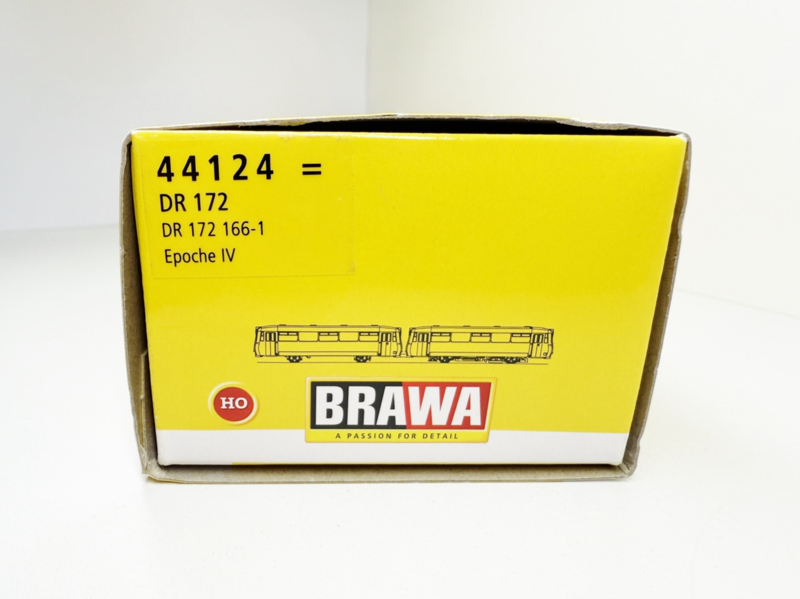 44124 =
DR 172
DR 172 166-1
Epoche IV
HO
BRAWA
A PASSION FOR DETAIL